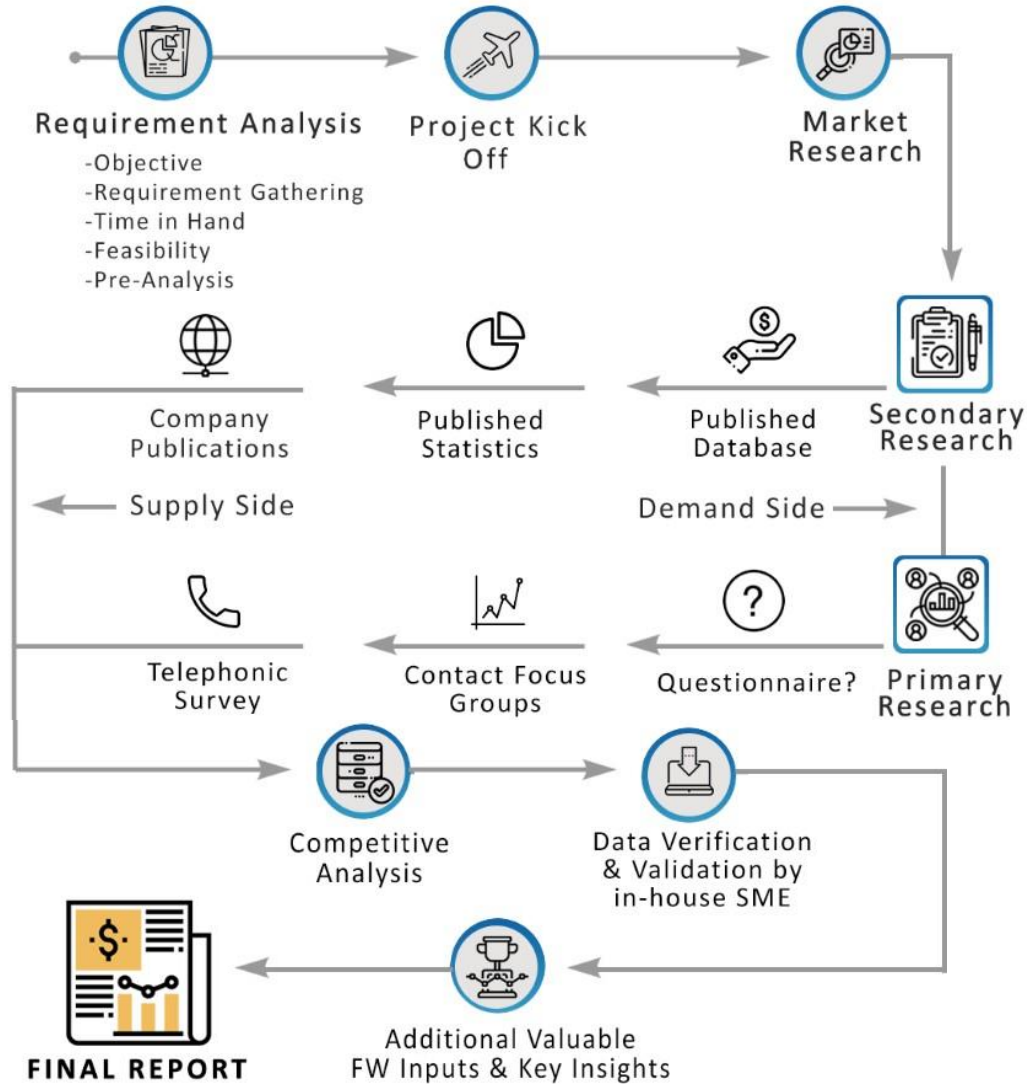 Requirement Analysis
-Objective
-Requirement Gathering
-Time in Hand
-Feasibility
-Pre-Analysis
Project Kick
Off
Market
Research
Company
Publications
Published
Statistics
$
Published
Database
Secondary
Research
Supply Side
Demand Side
Telephonic
Survey
Contact Focus
Groups
?
Questionnaire?
Primary
Research
Competitive
Analysis
Data Verification
& Validation by
in-house SME
$
FINAL REPORT
Additional Valuable
FW Inputs & Key Insights